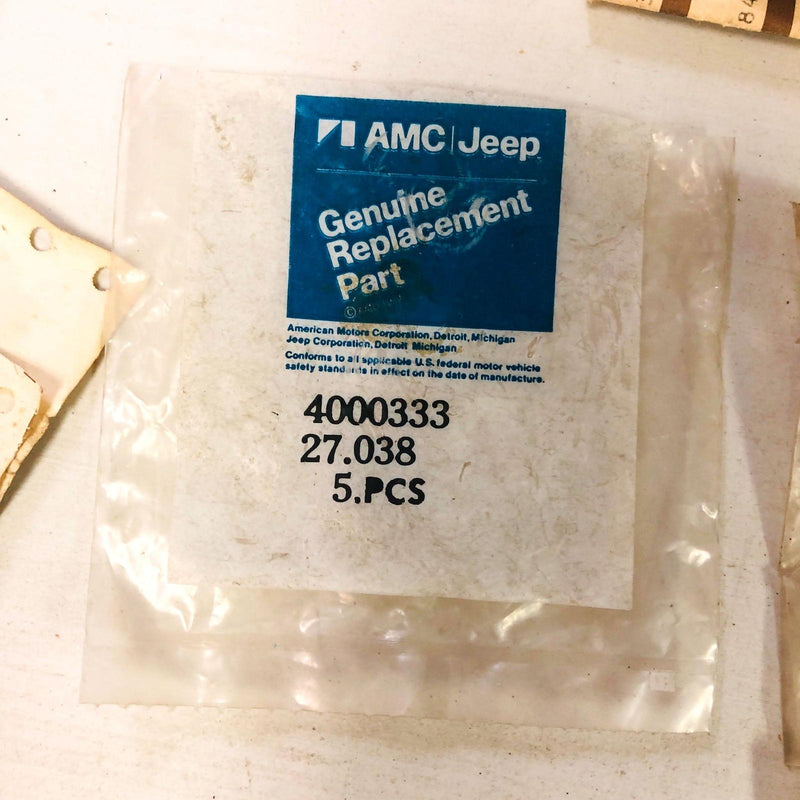 AMC | Jeep
Genuine
Replacement
Part
American Motors Corporation, Detroit, Michigan
Jeep Corporation, Detroit Michigan
Conforms to all applicable U.S. federal motor vehicle
safety standards in effect on the date of manufacture.
4000333
27.038
5.PCS
84